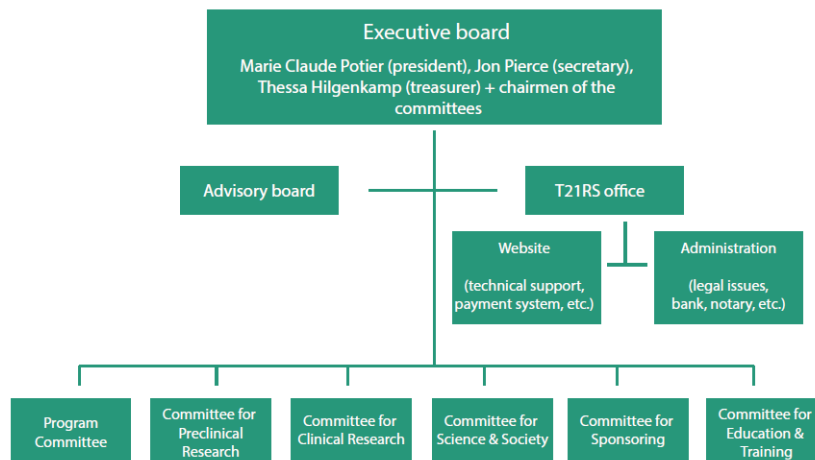 Executive board
Marie Claude Potier (president), Jon Pierce (secretary),
Thessa Hilgenkamp (treasurer) + chairmen of the
committees
Advisory board
T21RS office
Website
(technical support,
payment system, etc.)
Administration
(legal issues,
bank, notary, etc.)
Program
Committee
Committee for
Preclinical
Research
Committee for
Clinical Research
Committee for
Science & Society
Committee for
Sponsoring
Committee for
Education &
Training